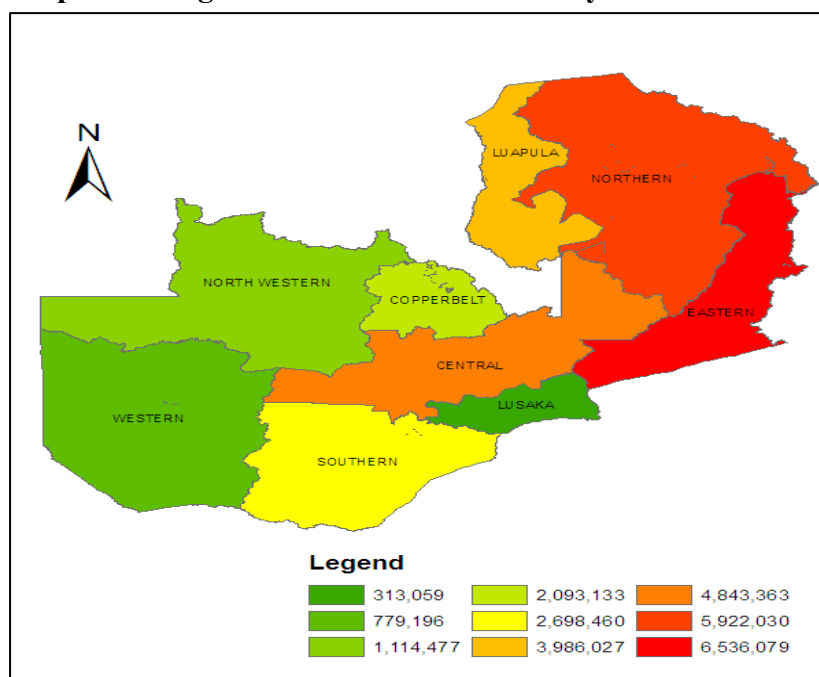 N
LUAPULA
NORTHERN
NORTH WESTERN
COPPERBELT
EASTERN
CENTRAL
LUSAKA
WESTERN
SOUTHERN
Legend
313,059 2,093,133 4,843,363
779,196 2,698,460 5,922,030
1,114,477 3,986,027 6,536,079